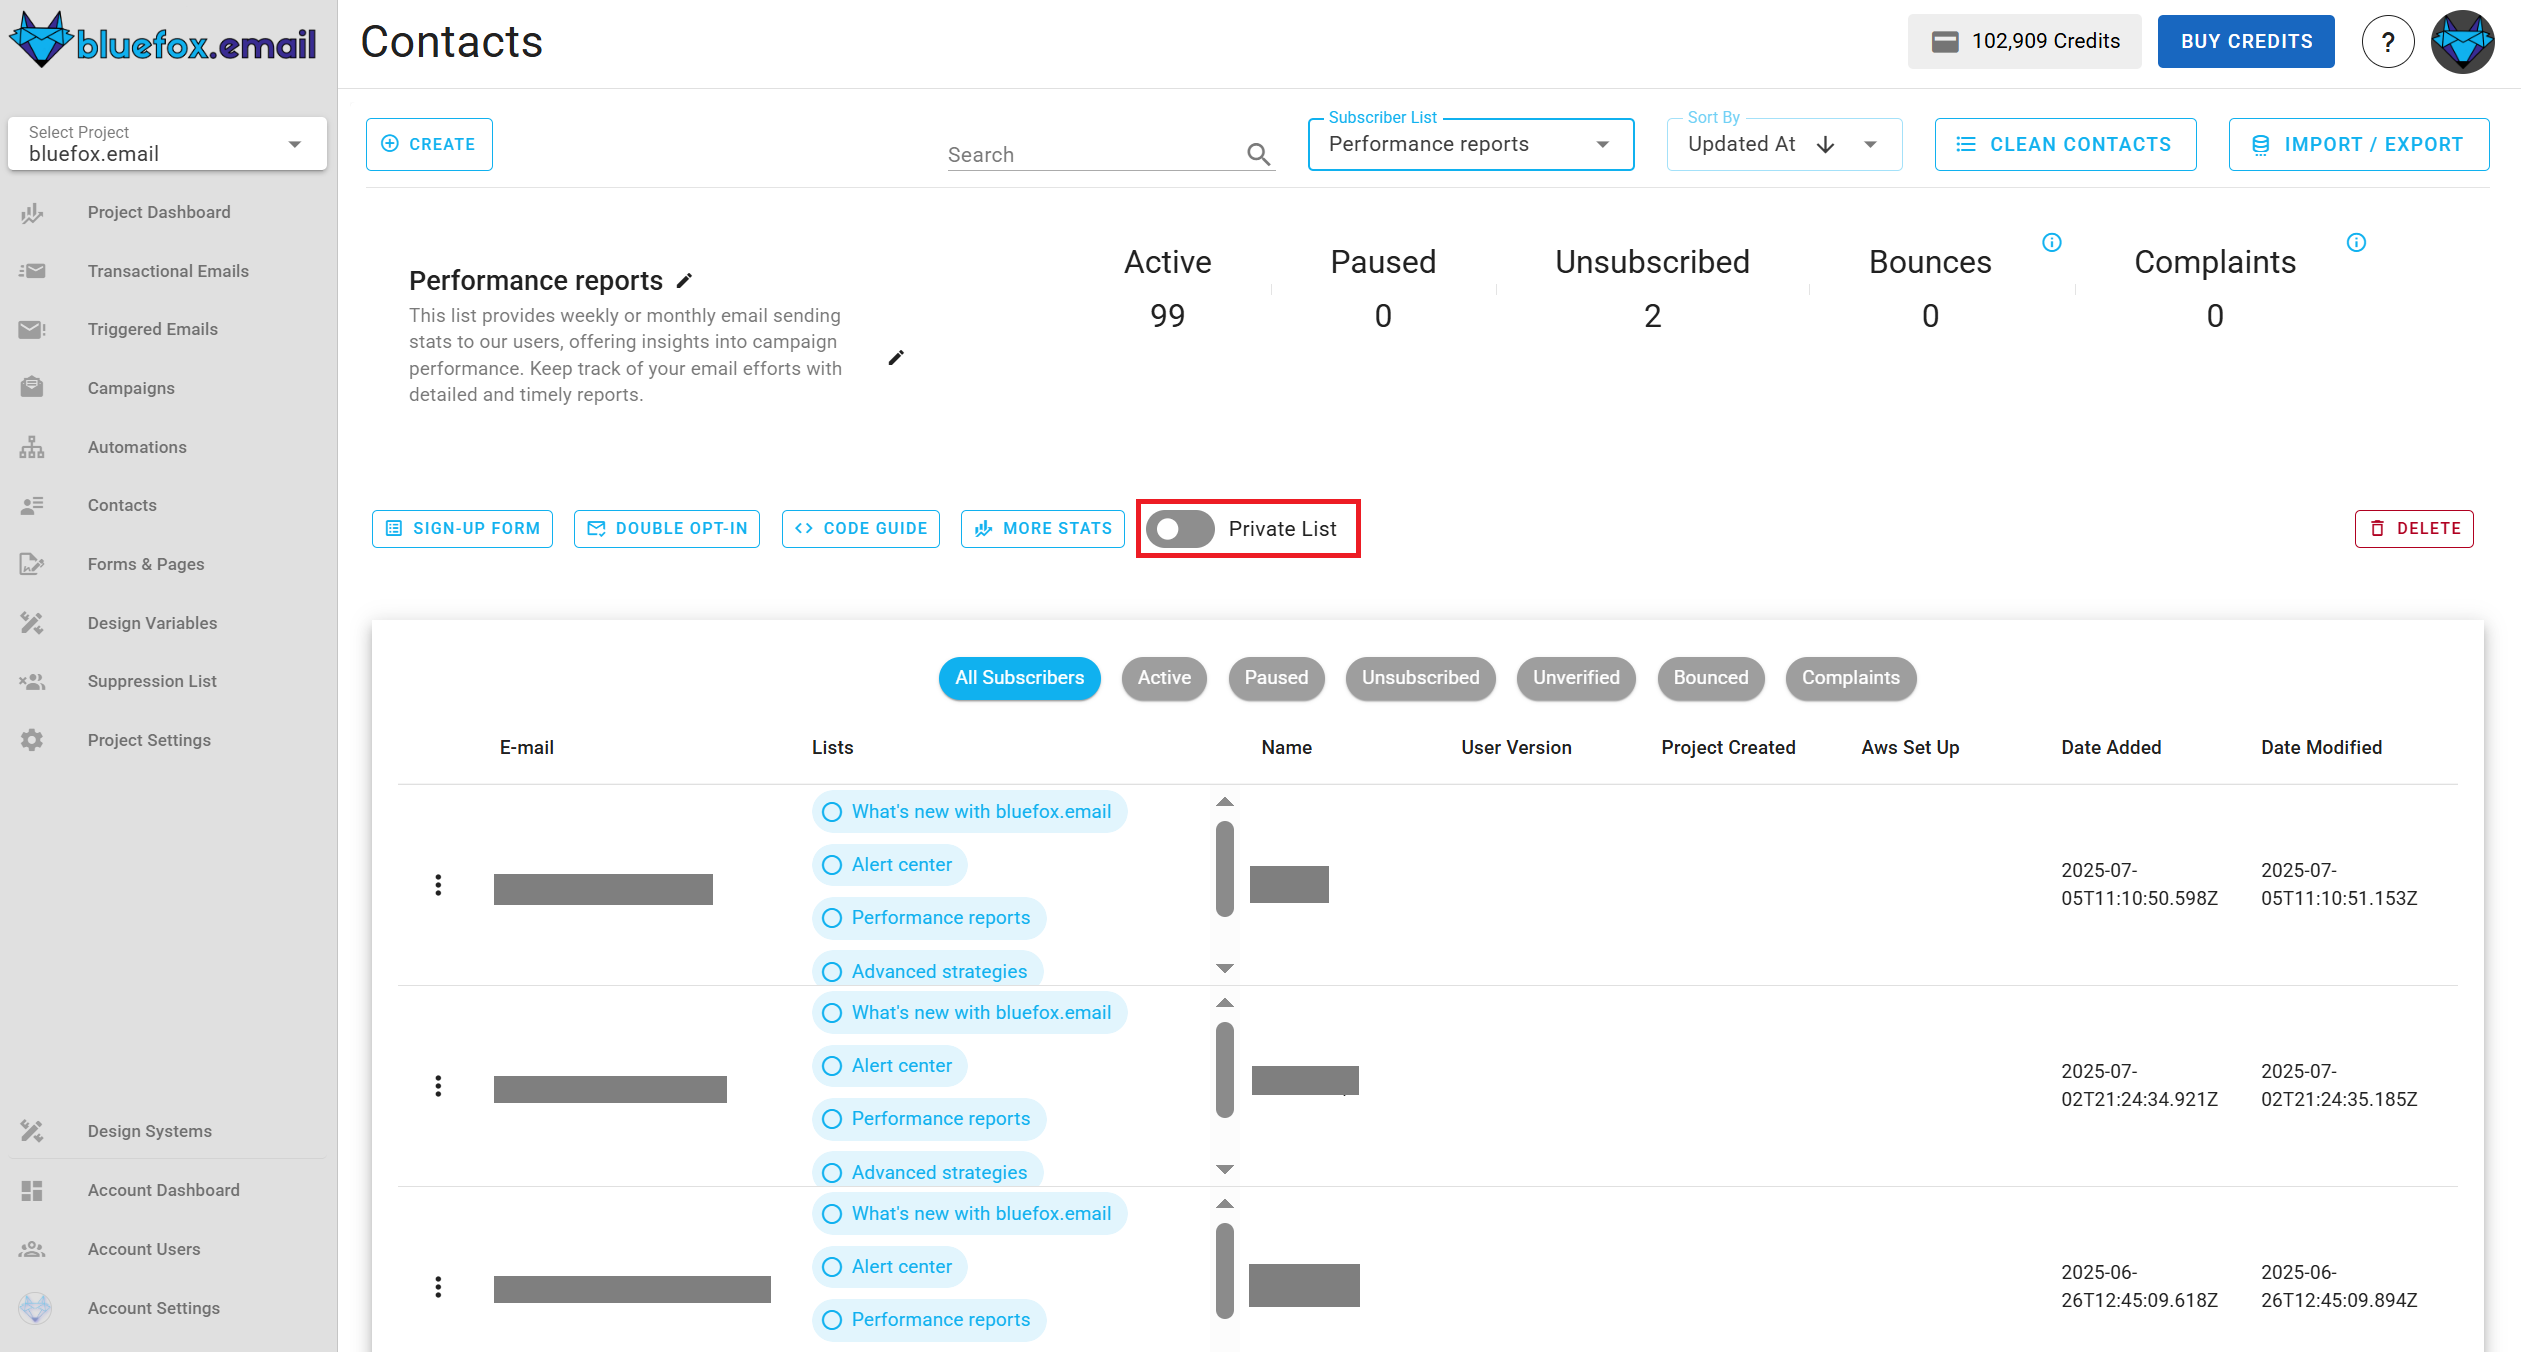 bluefox.email
Contacts
102,909 Credits
BUY CREDITS
?
Select Project
bluefox.email
Project Dashboard
Transactional Emails
Triggered Emails
Campaigns
Automations
Contacts
Forms & Pages
Design Variables
Suppression List
Project Settings
Design Systems
Account Dashboard
Account Users
Account Settings
CREATE
Search
Subscriber List
Performance reports
Sort By
Updated At
CLEAN CONTACTS
IMPORT / EXPORT
Performance reports
This list provides weekly or monthly email sending
stats to our users, offering insights into campaign
performance. Keep track of your email efforts with
detailed and timely reports.
Active
99
Paused
0
Unsubscribed
2
Bounces
0
Complaints
0
SIGN-UP FORM
DOUBLE OPT-IN
CODE GUIDE
MORE STATS
Private List
DELETE
All Subscribers
Active
Paused
Unsubscribed
Unverified
Bounced
Complaints
E-mail
Lists
Name
User Version
Project Created
Aws Set Up
Date Added
Date Modified
What's new with bluefox.email
Alert center
Performance reports
Advanced strategies
2025-07-
05T11:10:50.598Z
2025-07-
05T11:10:51.153Z
What's new with bluefox.email
Alert center
Performance reports
Advanced strategies
2025-07-
02T21:24:34.921Z
2025-07-
02T21:24:35.185Z
What's new with bluefox.email
Alert center
Performance reports
2025-06-
26T12:45:09.618Z
2025-06-
26T12:45:09.894Z